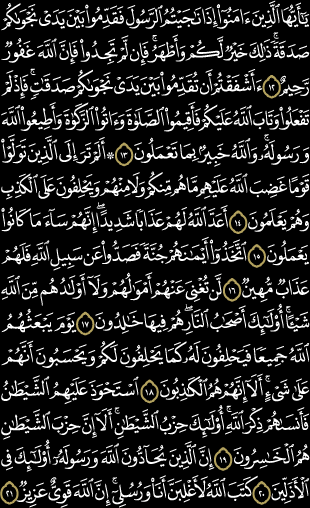 يَـٰٓأَيُّهَا ٱلَّذِينَ ءَامَنُوٓا۟ إِذَا نَـٰجَيْتُمُ ٱلرَّسُولَ فَقَدِّمُوا۟ بَيْنَ يَدَىْ نَجْوَىٰكُمْ
صَدَقَةً ۚ ذَٰلِكَ خَيْرٌ لَّكُمْ وَأَطْهَرُ ۚ فَإِن لَّمْ تَجِدُوا۟ فَإِنَّ ٱللَّهَ غَفُورٌ
رَّحِيمٌ ١٢ ءَأَشْفَقْتُمْ أَن تُقَدِّمُوا۟ بَيْنَ يَدَىْ نَجْوَىٰكُمْ صَدَقَـٰتٍ ۚ فَإِذْ لَمْ
تَفْعَلُوا۟ وَتَابَ ٱللَّهُ عَلَيْكُمْ فَأَقِيمُوا۟ ٱلصَّلَوٰةَ وَءَاتُوا۟ ٱلزَّكَوٰةَ وَأَطِيعُوا۟ ٱللَّهَ
وَرَسُولَهُۥ ۚ وَٱللَّهُ خَبِيرٌۢ بِمَا تَعْمَلُونَ ١٣ ۞ أَلَمْ تَرَ إِلَى ٱلَّذِينَ تَوَلَّوْا۟
قَوْمًا غَضِبَ ٱللَّهُ عَلَيْهِم مَّا هُم مِّنكُمْ وَلَا مِنْهُمْ وَيَحْلِفُونَ عَلَى ٱلْكَذِبِ
وَهُمْ يَعْلَمُونَ ١٤ أَعَدَّ ٱللَّهُ لَهُمْ عَذَابًا شَدِيدًا ۖ إِنَّهُمْ سَآءَ مَا كَانُوا۟
يَعْمَلُونَ ١٥ ٱتَّخَذُوٓا۟ أَيْمَـٰنَهُمْ جُنَّةً فَصَدُّوا۟ عَن سَبِيلِ ٱللَّهِ فَلَهُمْ
عَذَابٌ مُّهِينٌ ١٦ لَّن تُغْنِىَ عَنْهُمْ أَمْوَٰلُهُمْ وَلَآ أَوْلَـٰدُهُم مِّنَ ٱللَّهِ
شَيْـًٔا ۚ أُو۟لَـٰٓئِكَ أَصْحَـٰبُ ٱلنَّارِ ۖ هُمْ فِيهَا خَـٰلِدُونَ ١٧ يَوْمَ يَبْعَثُهُمُ
ٱللَّهُ جَمِيعًا فَيَحْلِفُونَ لَهُۥ كَمَا يَحْلِفُونَ لَكُمْ ۖ وَيَحْسَبُونَ أَنَّهُمْ
عَلَىٰ شَىْءٍ ۚ أَلَآ إِنَّهُمْ هُمُ ٱلْكَـٰذِبُونَ ١٨ ٱسْتَحْوَذَ عَلَيْهِمُ ٱلشَّيْطَـٰنُ
فَأَنسَىٰهُمْ ذِكْرَ ٱللَّهِ ۚ أُو۟لَـٰٓئِكَ حِزْبُ ٱلشَّيْطَـٰنِ ۚ أَلَآ إِنَّ حِزْبَ ٱلشَّيْطَـٰنِ
هُمُ ٱلْخَـٰسِرُونَ ١٩ إِنَّ ٱلَّذِينَ يُحَآدُّونَ ٱللَّهَ وَرَسُولَهُۥٓ أُو۟لَـٰٓئِكَ فِى
ٱلْأَذَلِّينَ ٢٠ كَتَبَ ٱللَّهُ لَأَغْلِبَنَّ أَنَا۠ وَرُسُلِىٓ ۚ إِنَّ ٱللَّهَ قَوِىٌّ عَزِيزٌ ٢١